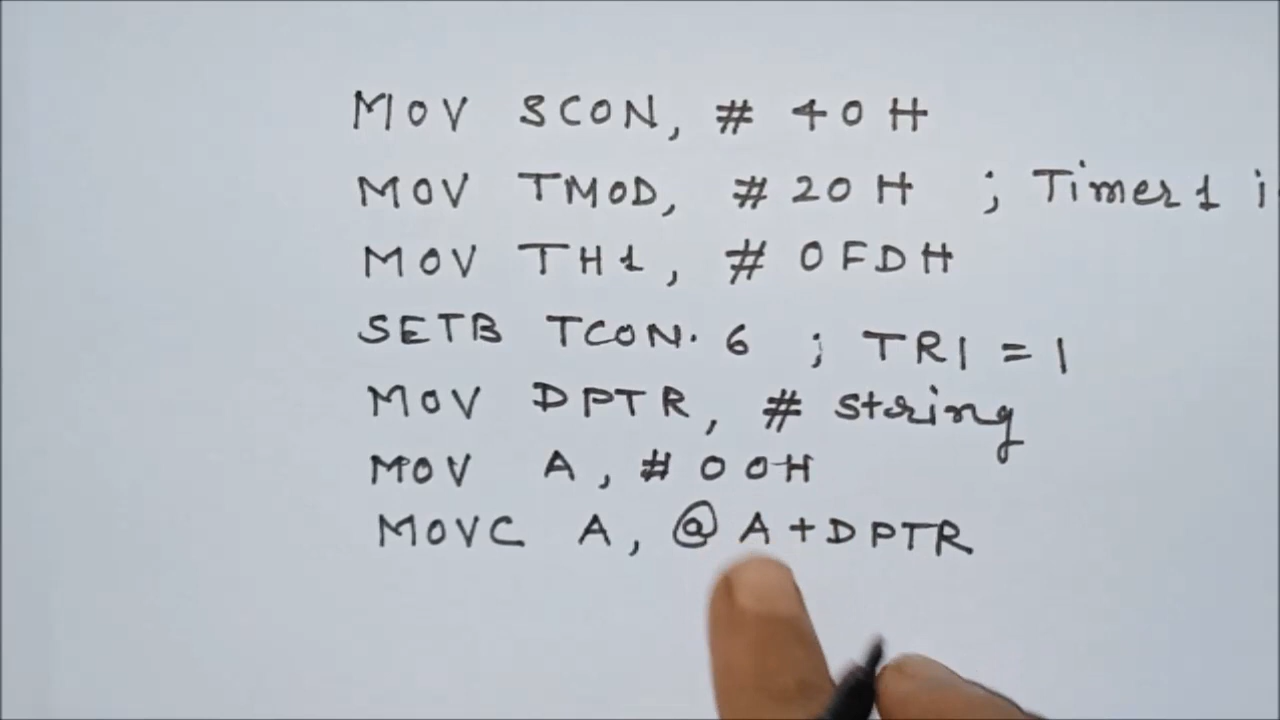 MOV SCON, # 40H
MOV TMOD, # 20H ; Timer1 i
MOV TH1, # 0FDH
SETB TCON.6 ; TR1 = 1
MOV DPTR, # string
MOV A, # 00H
MOVC A, @A+DPTR